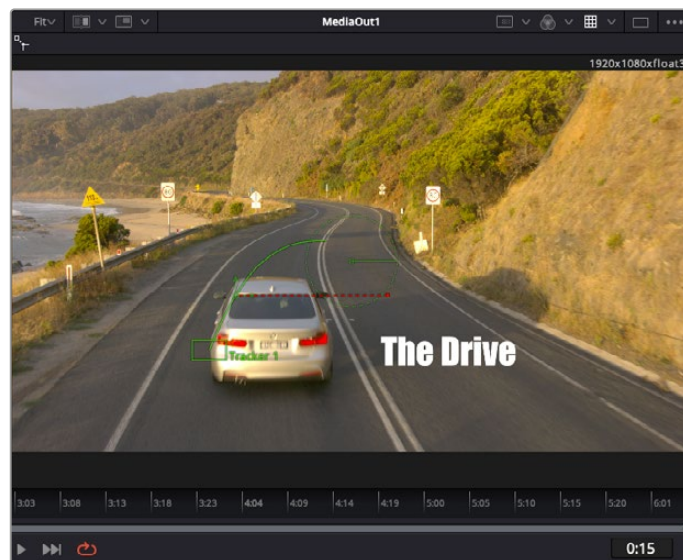 Fit MediaOut1
1920x1080xfloat3
Tracker 1
The Drive
3:03 3:08 3:13 3:18 3:23 4:04 4:09 4:14 4:19 5:00 5:05 5:10 5:15 5:20 6:01
0:15